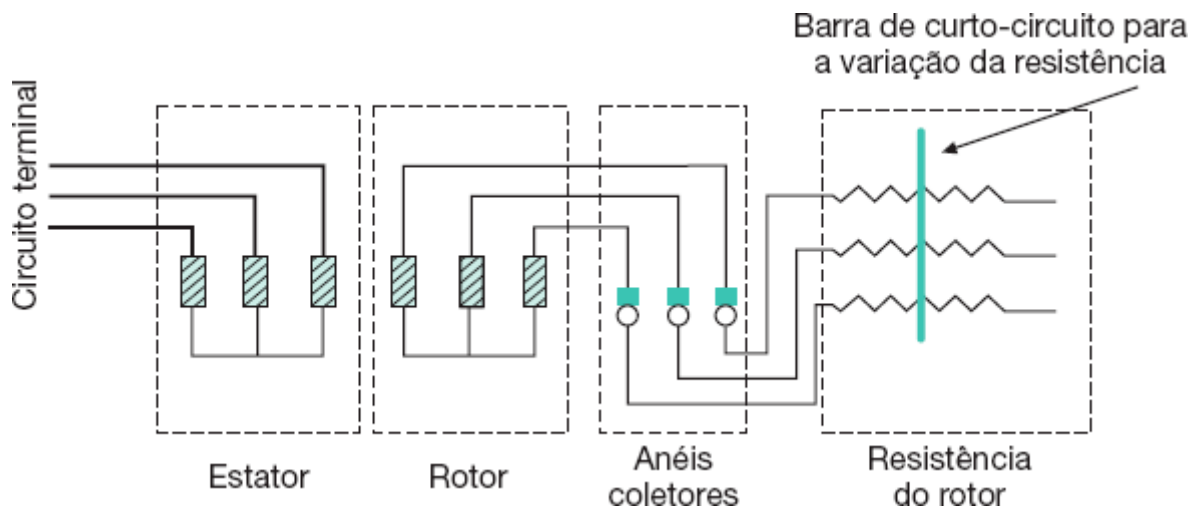 Barra de curto-circuito para
a variação da resistência
Circuito terminal
Estator
Rotor
Anéis
coletores
Resistência
do rotor